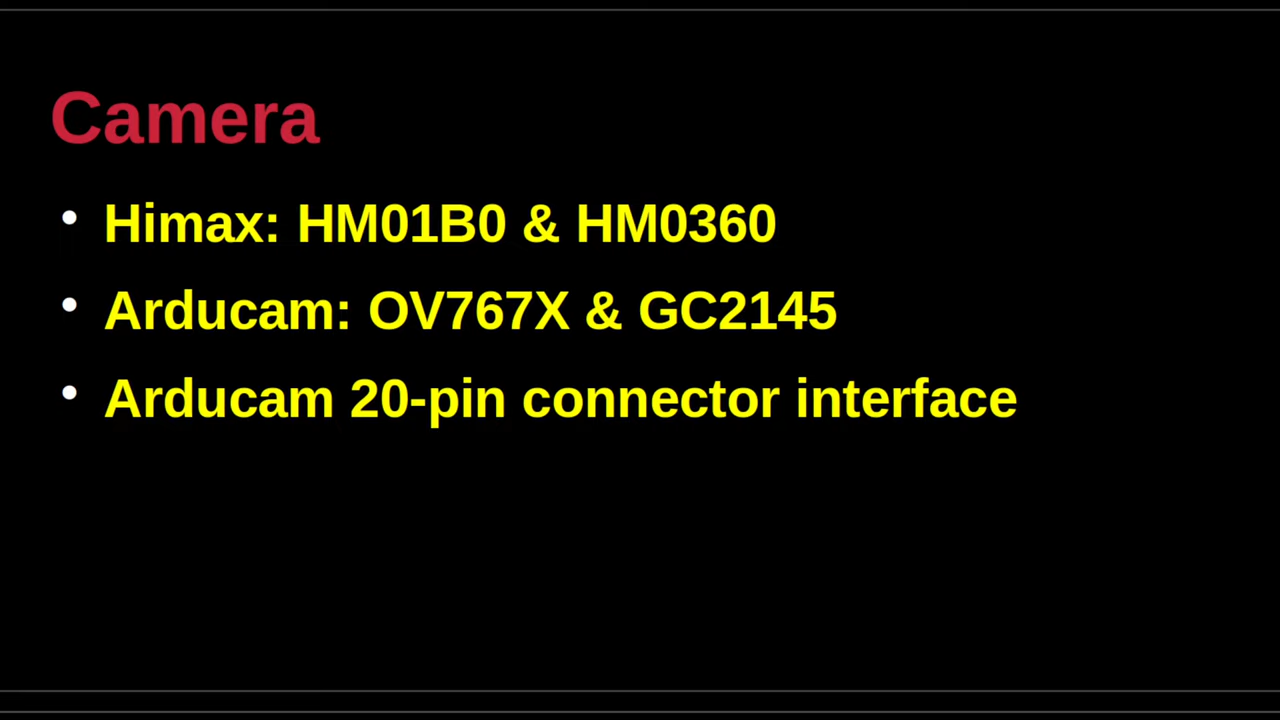 Camera
• Himax: HM01B0 & HM0360
• Arducam: OV767X & GC2145
• Arducam 20-pin connector interface